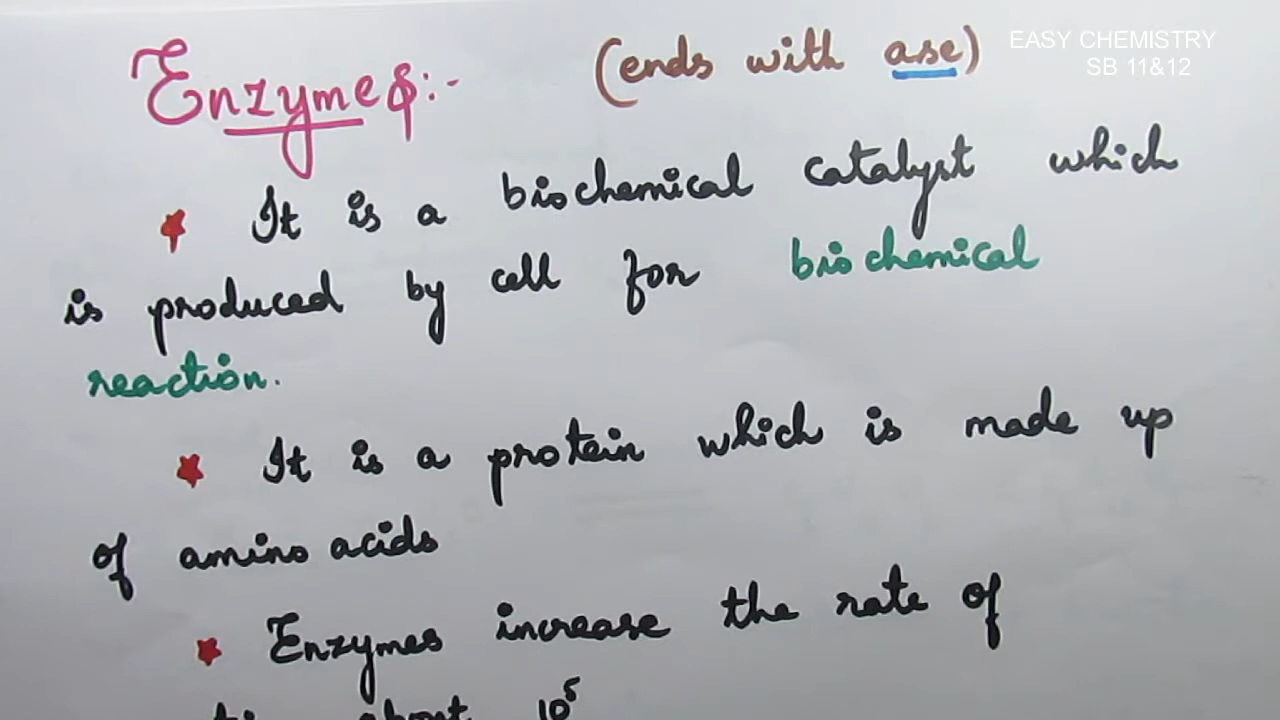 Enzymes:- (ends with ase)
EASY CHEMISTRY
SB 11&12
It is a biochemical catalyst which
is produced by cell for biochemical
reaction.
It is a protein which is made up
of amino acids
Enzymes increase the rate of
about 10⁵